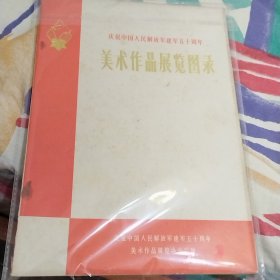 庆祝中国人民解放军建军五十周年
美术作品展览图录
祝中国人民解放军建军五十周年
美术作品展览